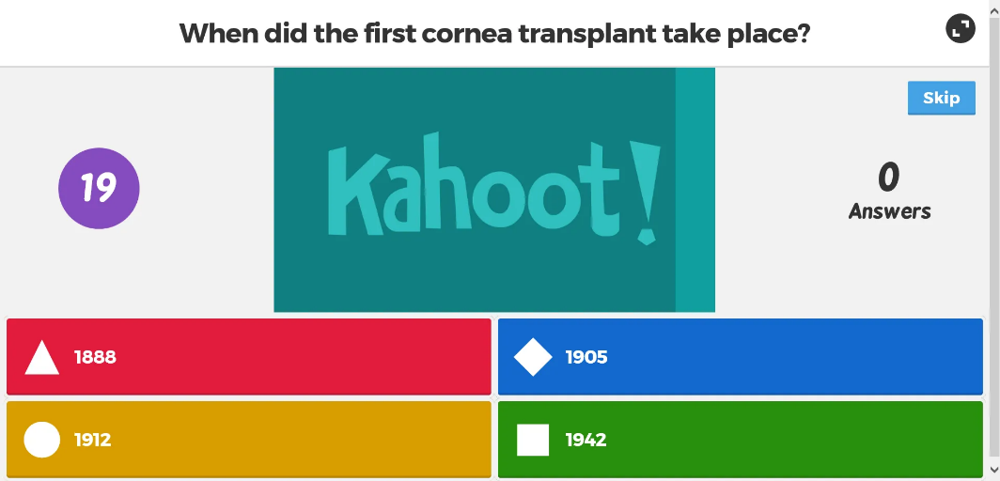 When did the first cornea transplant take place?
Skip
19
Kahoot!
0
Answers
1888
1905
1912
1942